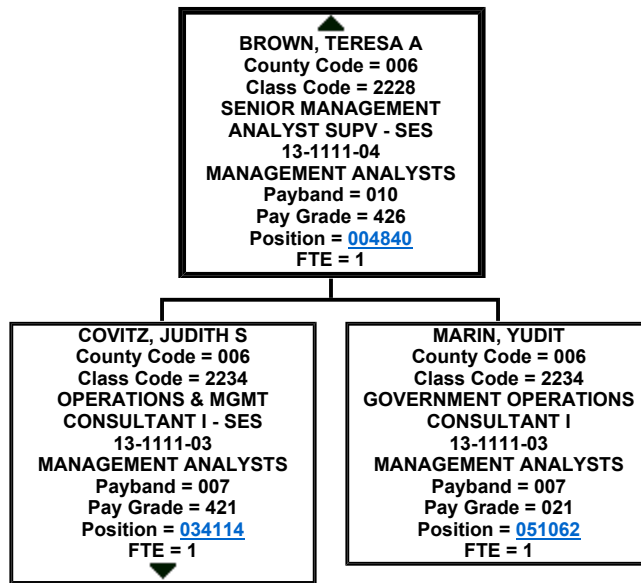 BROWN, TERESA A
County Code = 006
Class Code = 2228
SENIOR MANAGEMENT
ANALYST SUPV - SES
13-1111-04
MANAGEMENT ANALYSTS
Payband = 010
Pay Grade = 426
Position = 004840
FTE = 1
COVITZ, JUDITH S
County Code = 006
Class Code = 2234
OPERATIONS & MGMT
CONSULTANT I - SES
13-1111-03
MANAGEMENT ANALYSTS
Payband = 007
Pay Grade = 421
Position = 034114
FTE = 1
MARIN, YUDIT
County Code = 006
Class Code = 2234
GOVERNMENT OPERATIONS
CONSULTANT I
13-1111-03
MANAGEMENT ANALYSTS
Payband = 007
Pay Grade = 021
Position = 051062
FTE = 1